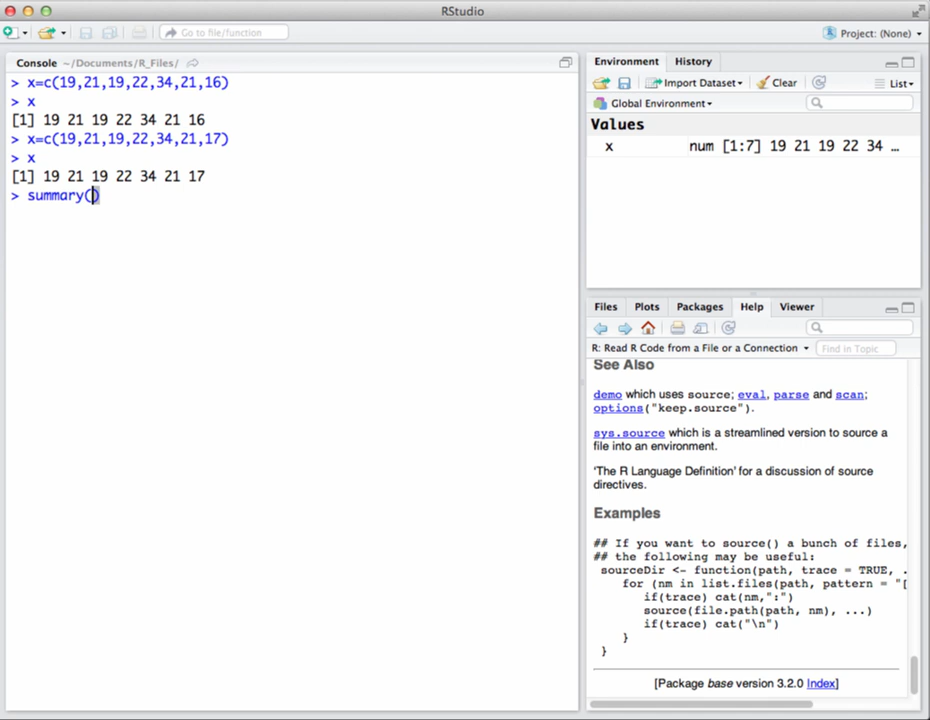 RStudio
Go to file/function
Project: (None)
Console ~/Documents/R_Files/
> x=c(19,21,19,22,34,21,16)
> x
[1] 19 21 19 22 34 21 16
> x=c(19,21,19,22,34,21,17)
> x
[1] 19 21 19 22 34 21 17
> summary()
Environment History
Import Dataset Clear List
Global Environment
Values
x num [1:7] 19 21 19 22 34 …
Files Plots Packages Help Viewer
R: Read R Code from a File or a Connection Find in Topic
See Also
demo which uses source; eval, parse and scan;
options("keep.source").
sys.source which is a streamlined version to source a
file into an environment.
'The R Language Definition' for a discussion of source
directives.
Examples
## If you want to source() a bunch of files,
## the following may be useful:
sourceDir <- function(path, trace = TRUE, .
for (nm in list.files(path, pattern = "[
if(trace) cat(nm,":")
source(file.path(path, nm), ...)
if(trace) cat("\n")
}
}
[Package base version 3.2.0 Index]